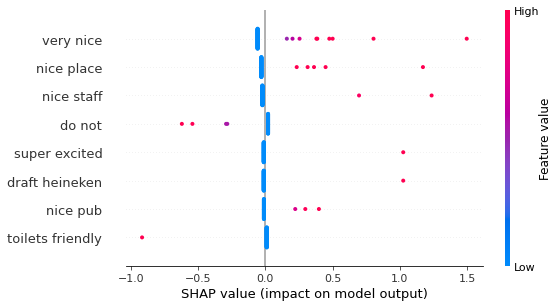 High
very nice
nice place
nice staff
do not
super excited
draft heineken
nice pub
toilets friendly
Feature value
Low
−1.0 −0.5 0.0 0.5 1.0 1.5
SHAP value (impact on model output)